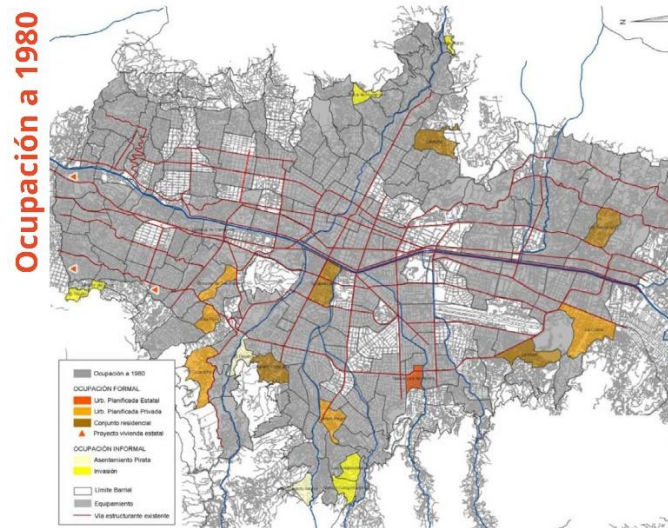 Ocupación a 1980
N
Ocupación a 1980
OCUPACIÓN FORMAL
Urb. Planificada Estatal
Urb. Planificada Privada
Conjunto residencial
Proyecto vivienda estatal
OCUPACIÓN INFORMAL
Asentamiento Pirata
Invasión
Límite Barrial
Equipamiento
Vía estructurante existente